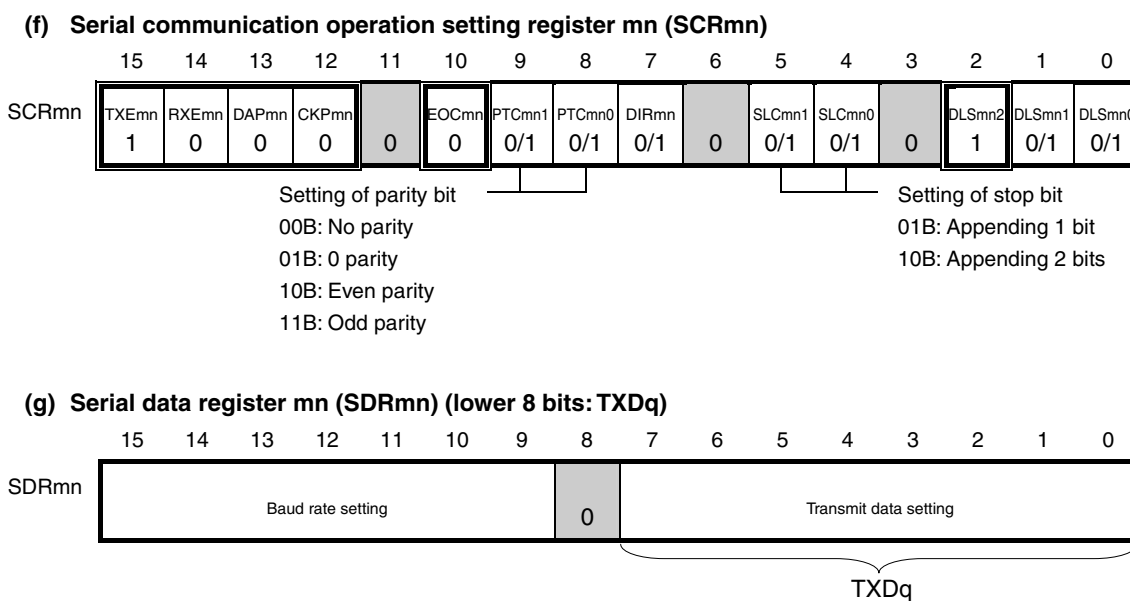 (f) Serial communication operation setting register mn (SCRmn)
15 14 13 12 11 10 9 8 7 6 5 4 3 2 1 0
SCRmn TXEmn RXEmn DAPmn CKPmn EOCmn PTCmn1 PTCmn0 DIRmn SLCmn1 SLCmn0 DLSmn2 DLSmn1 DLSmn0
1 0 0 0 0 0 0/1 0/1 0/1 0 0/1 0/1 0 1 0/1 0/1
Setting of parity bit
00B: No parity
01B: 0 parity
10B: Even parity
11B: Odd parity
Setting of stop bit
01B: Appending 1 bit
10B: Appending 2 bits
(g) Serial data register mn (SDRmn) (lower 8 bits: TXDq)
15 14 13 12 11 10 9 8 7 6 5 4 3 2 1 0
SDRmn Baud rate setting 0 Transmit data setting
TXDq